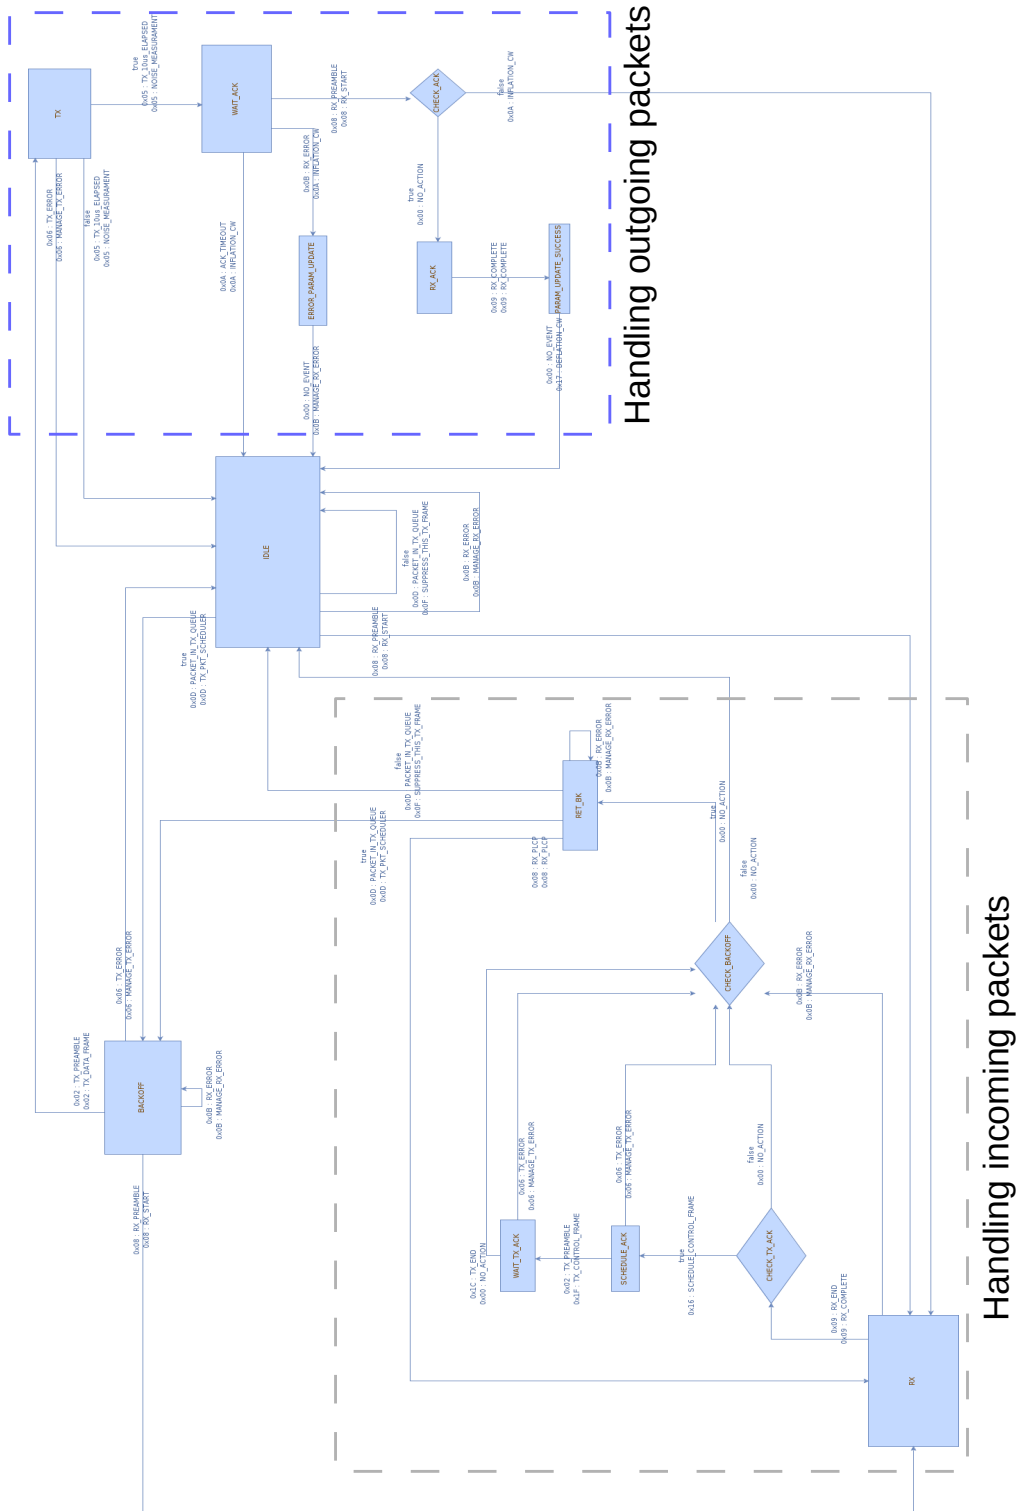 Handling outgoing packets
TX
true
0x05 : TX_10us_ELAPSED
0x05 : NOISE_MEASURAMENT
WAIT_ACK
0x08 : RX_PREAMBLE
0x08 : RX_START
CHECK_ACK
false
0x0A : INFLATION_CW
0x06 : TX_ERROR
0x06 : MANAGE_TX_ERROR
false
0x05 : TX_10us_ELAPSED
0x05 : NOISE_MEASURAMENT
0x0A : ACK_TIMEOUT
0x0A : INFLATION_CW
0x0B : RX_ERROR
0x0A : INFLATION_CW
ERROR_PARAM_UPDATE
true
0x00 : NO_ACTION
RX_ACK
0x09 : RX_COMPLETE
0x09 : RX_COMPLETE
PARAM_UPDATE_SUCCESS
0x00 : NO_EVENT
0x0B : MANAGE_RX_ERROR
0x00 : NO_EVENT
0x17 : DEFLATION_CW
IDLE
false
0x0D : PACKET_IN_TX_QUEUE
0x0F : SUPPRESS_THIS_TX_FRAME
0x0B : RX_ERROR
0x0B : MANAGE_RX_ERROR
true
0x0D : PACKET_IN_TX_QUEUE
0x0D : TX_PKT_SCHEDULER
0x08 : RX_PREAMBLE
0x08 : RX_START
false
0x0D : PACKET_IN_TX_QUEUE
0x0F : SUPPRESS_THIS_TX_FRAME
RET_BK
0x0B : RX_ERROR
0x0B : MANAGE_RX_ERROR
true
0x0D : PACKET_IN_TX_QUEUE
0x0D : TX_PKT_SCHEDULER
0x08 : RX_PLCP
0x08 : RX_PLCP
true
0x00 : NO_ACTION
false
0x00 : NO_ACTION
CHECK_BACKOFF
0x0B : RX_ERROR
0x0B : MANAGE_RX_ERROR
0x06 : TX_ERROR
0x06 : MANAGE_TX_ERROR
BACKOFF
0x02 : TX_PREAMBLE
0x02 : TX_DATA_FRAME
0x0B : RX_ERROR
0x0B : MANAGE_RX_ERROR
0x08 : RX_PREAMBLE
0x08 : RX_START
Handling incoming packets
0x06 : TX_ERROR
0x06 : MANAGE_TX_ERROR
0x06 : TX_ERROR
0x06 : MANAGE_TX_ERROR
false
0x00 : NO_ACTION
0x1C : TX_END
0x00 : NO_ACTION
WAIT_TX_ACK
0x02 : TX_PREAMBLE
0x1F : TX_CONTROL_FRAME
SCHEDULE_ACK
true
0x16 : SCHEDULE_CONTROL_FRAME
CHECK_TX_ACK
0x09 : RX_END
0x09 : RX_COMPLETE
RX